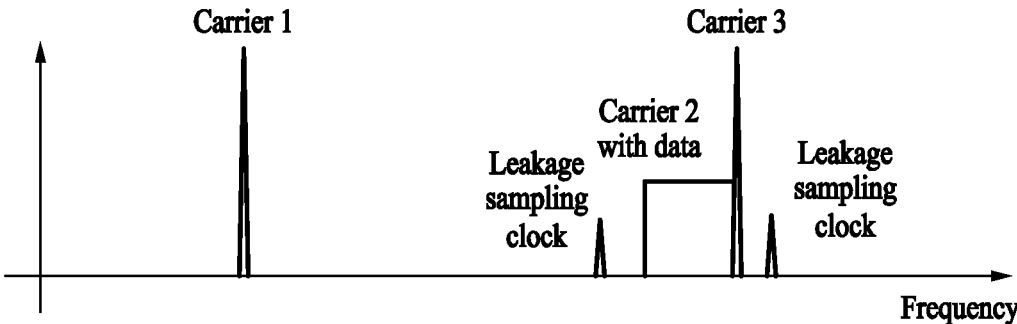 Carrier 1
Carrier 3
Carrier 2
with data
Leakage
sampling
clock
Leakage
sampling
clock
Frequency